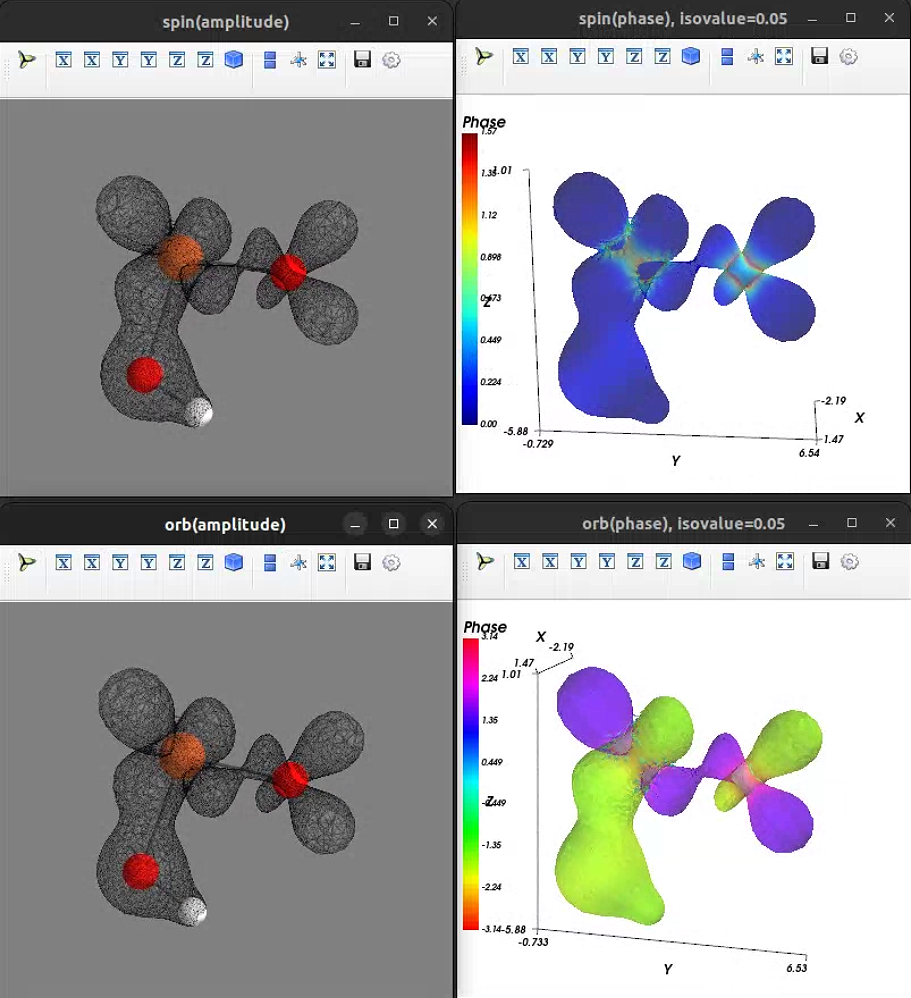 spin(amplitude)
X X Y Y Z Z
spin(phase), isovalue=0.05
X X Y Y Z Z
Phase
1.57
1.35
1.12
0.898
0.673
0.449
0.224
0.00
1.01
Z
-5.88
-0.729
Y
6.54
-2.19
X
1.47
orb(amplitude)
X X Y Y Z Z
orb(phase), isovalue=0.05
X X Y Y Z Z
Phase
3.14
2.24
1.35
0.449
-0.449
-1.35
-2.24
-3.14
X
-2.19
1.47
1.01
Z
-5.88
-0.733
Y
6.53